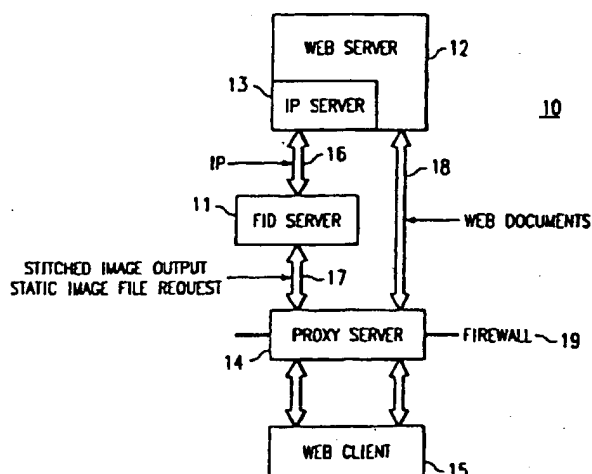 WEB SERVER
12
13
IP SERVER
10
IP
16
18
11
FID SERVER
WEB DOCUMENTS
STITCHED IMAGE OUTPUT
STATIC IMAGE FILE REQUEST
17
PROXY SERVER
FIREWALL
19
14
WEB CLIENT
15